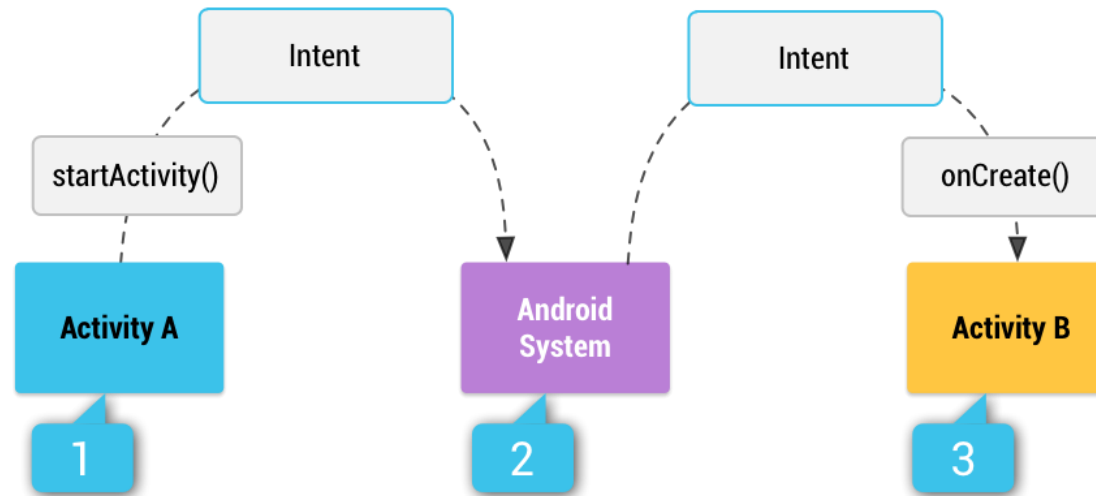 Intent
Intent
startActivity()
onCreate()
Activity A
Android
System
Activity B
1
2
3